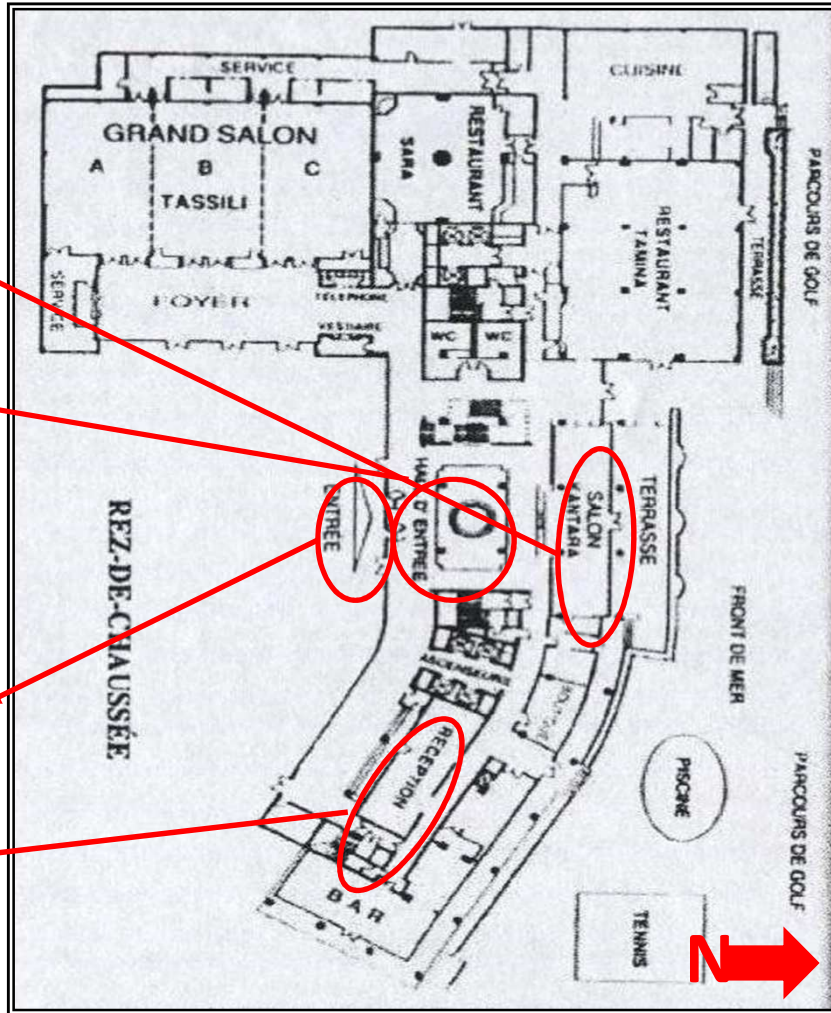 SERVICE
CUISINE
GRAND SALON
A
B
C
TASSILI
RESTAURANT
SARA
PARCOURS DE GOLF
RESTAURANT
TAMINA
TERRASSE
SERVICE
FOYER
TELEPHONE
VESTIAIRE
WC
WC
HALL D'ENTRÉE
ENTRÉE
SALON
KANTARA
TERRASSE
REZ-DE-CHAUSSÉE
FRONT DE MER
ASCENSEURS
BOUTIQUE
RECEPTION
PISCINE
PARCOURS DE GOLF
BAR
TENNIS
N